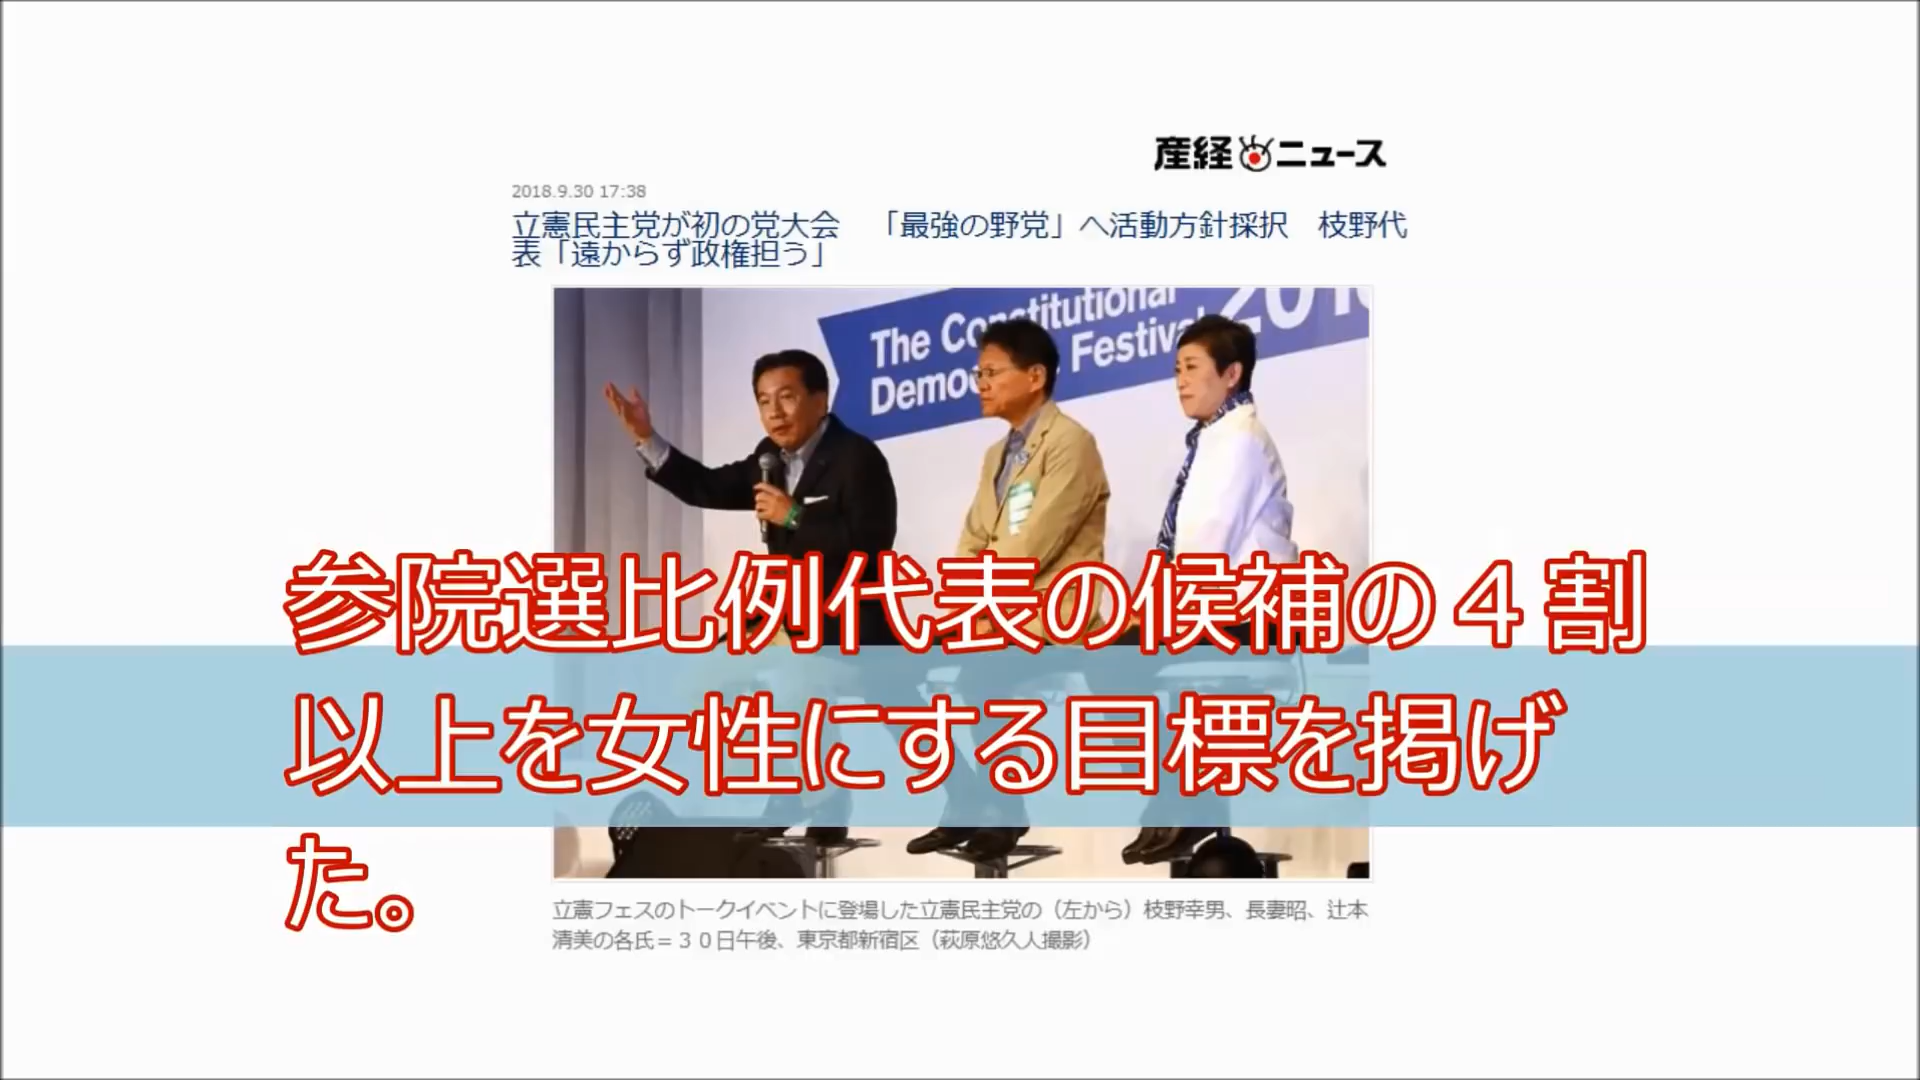 産経ニュース
2018.9.30 17:38
立憲民主党が初の党大会　「最強の野党」へ活動方針採択　枝野代
表「遠からず政権担う」
The Constitutional
Festival 2018
参院選比例代表の候補の４割
以上を女性にする目標を掲げ
た。
立憲フェスのトークイベントに登場した立憲民主党の（左から）枝野幸男、長妻昭、辻本
清美の各氏＝３０日午後、東京都新宿区（萩原悠久人撮影）